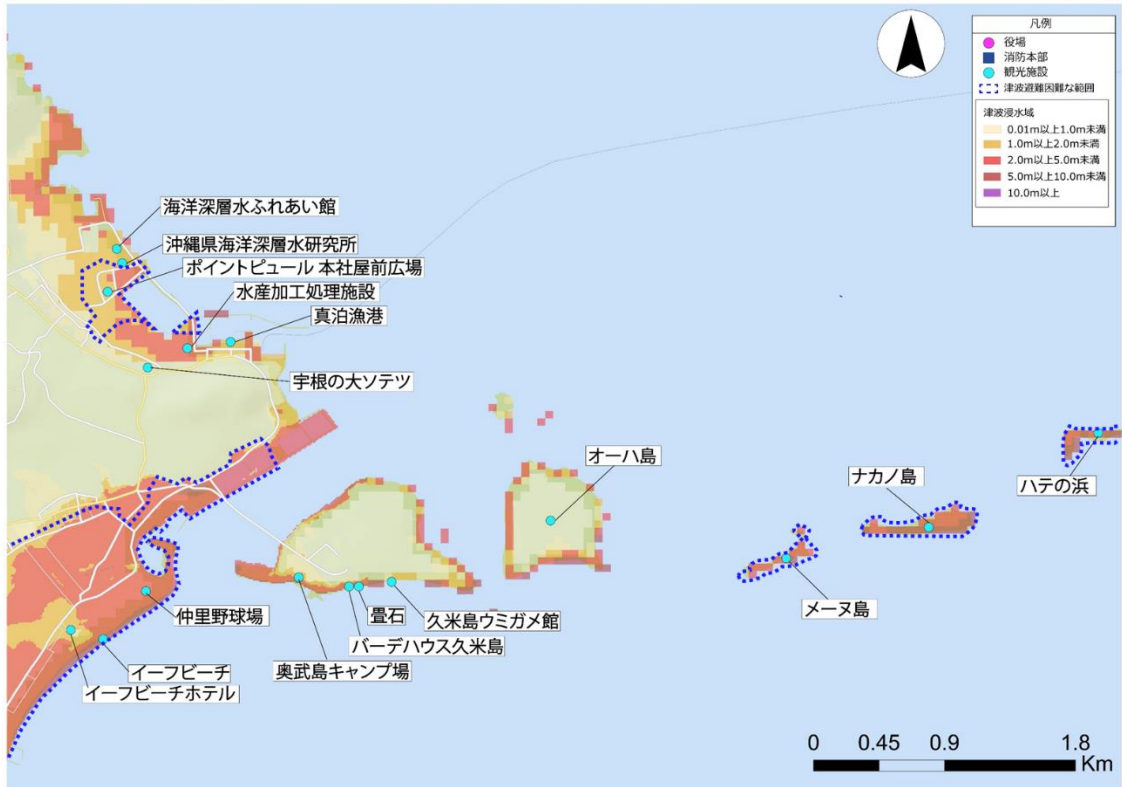 凡例
役場
消防本部
観光施設
津波避難困難な範囲
津波浸水域
0.01m以上1.0m未満
1.0m以上2.0m未満
2.0m以上5.0m未満
5.0m以上10.0m未満
10.0m以上
海洋深層水ふれあい館
沖縄県海洋深層水研究所
ポイントピュール 本社屋前広場
水産加工処理施設
真泊漁港
宇根の大ソテツ
オーハ島
ナカノ島
ハテの浜
メーヌ島
仲里野球場
畳石
久米島ウミガメ館
バーデハウス久米島
奥武島キャンプ場
イーフビーチ
イーフビーチホテル
0 0.45 0.9 1.8
Km